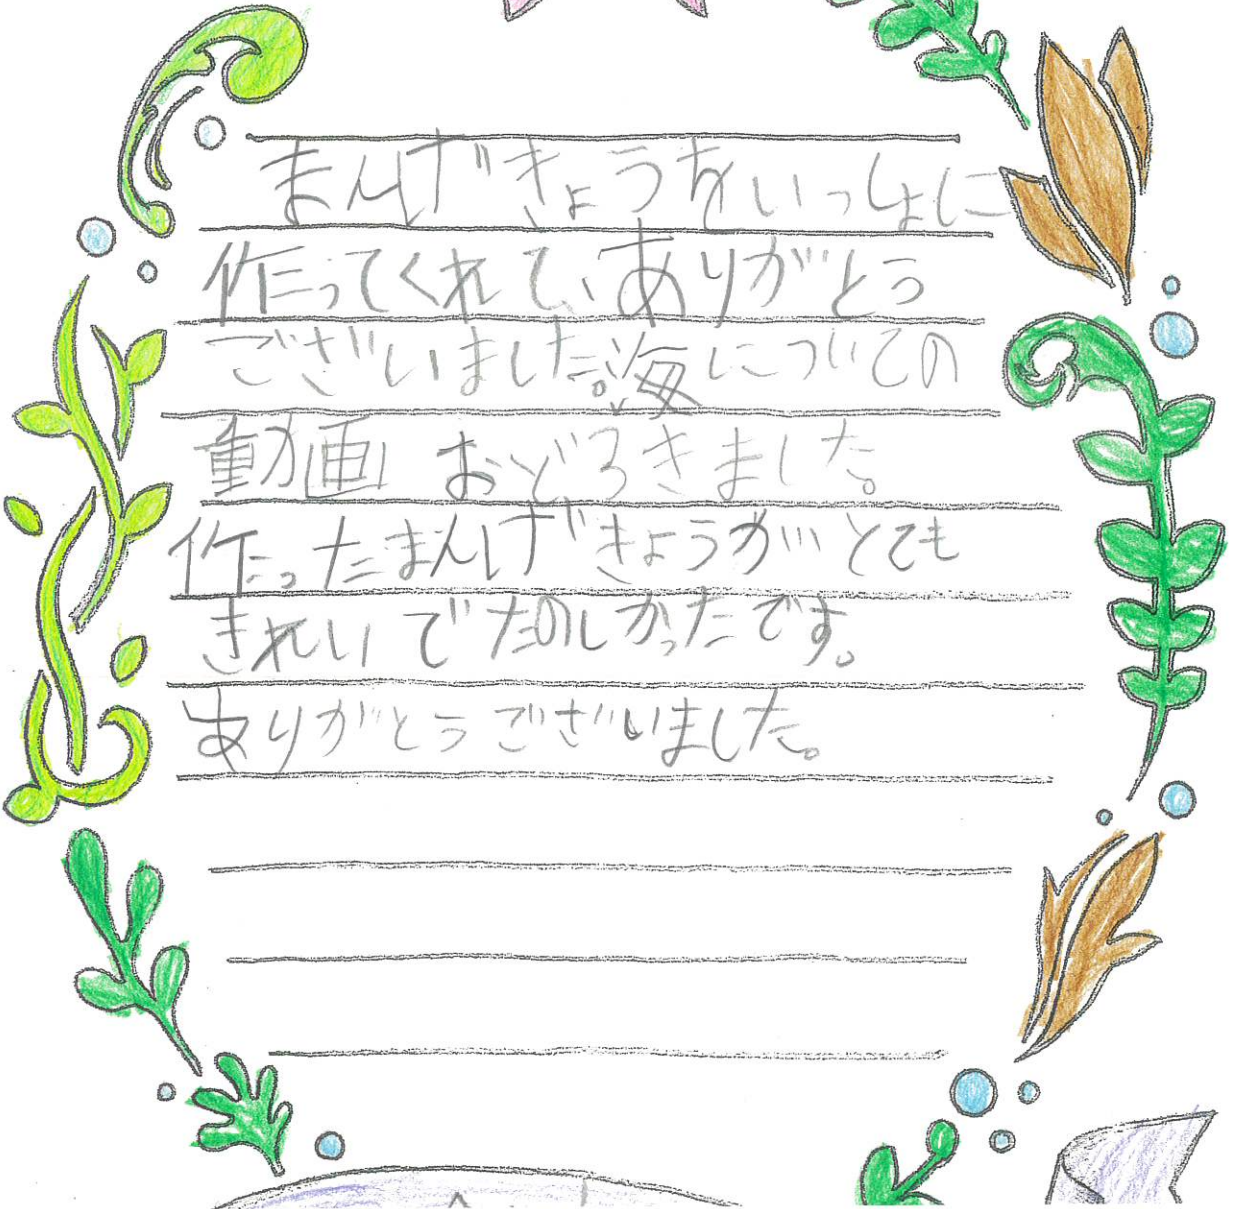 まんげきょうをいっしょに
作ってくれて、ありがとう
ございました。海についての
動画 おどろきました。
作ったまんげきょうが とても
きれいで たのしかったです。
ありがとうございました。